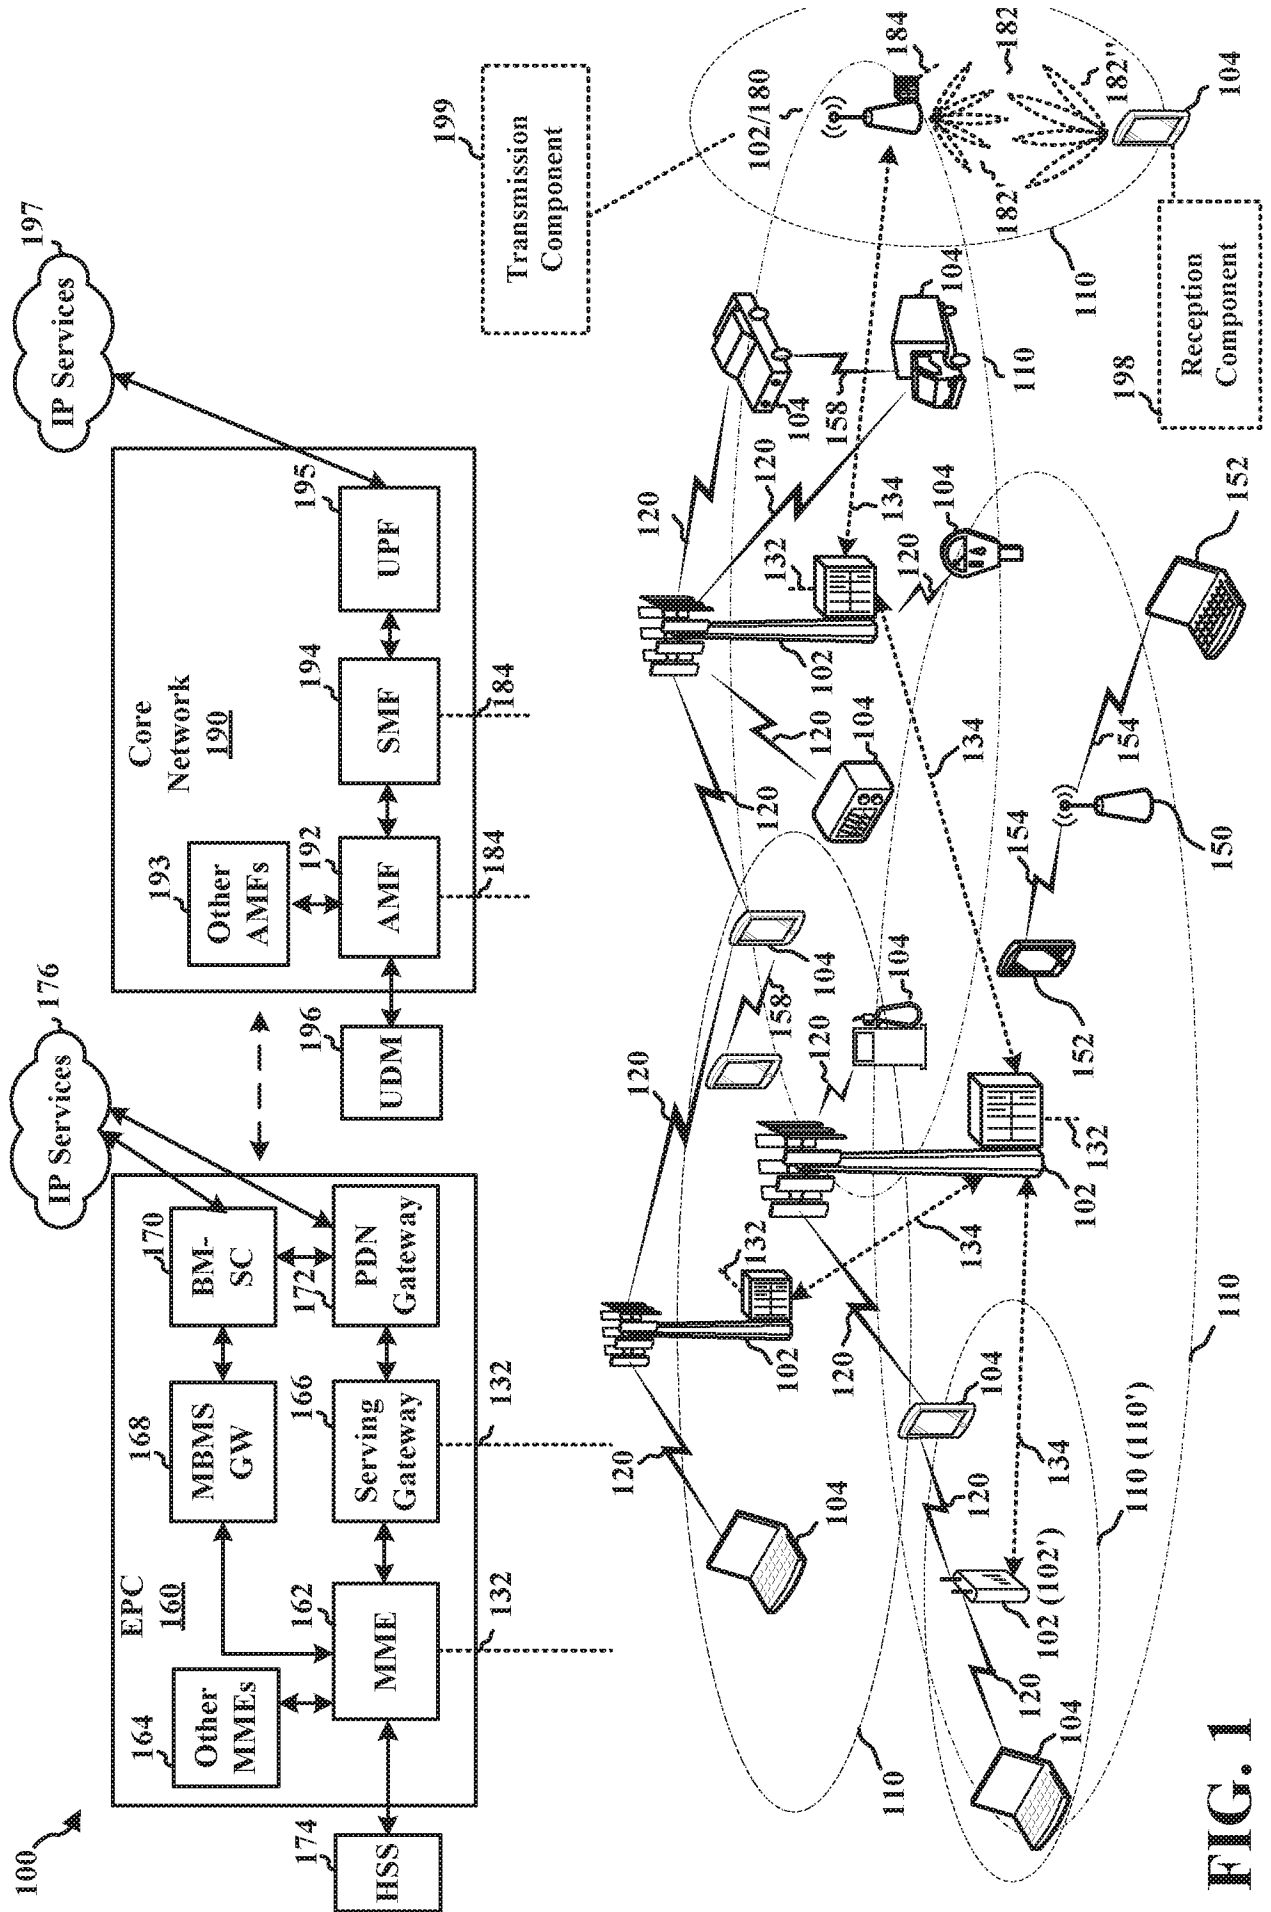 100
EPC
160
164
Other
MMEs
168
MBMS
GW
170
BM-
SC
IP Services
176
174
HSS
162
MME
166
Serving
Gateway
172
PDN
Gateway
132
132
Core
Network
190
193
Other
AMFs
196
UDM
192
AMF
194
SMF
195
UPF
184
184
IP Services
197
199
Transmission
Component
120
104
102
132
120
120
158
104
120
120
104
120
102
132
120
104
158
104
110
134
120
104
102/180
184
182
182'
182''
104
110
110
134
120
104
134
102
132
110
120
104
120
102 (102')
104
134
110 (110')
110
152
154
150
154
152
198
Reception
Component
FIG. 1